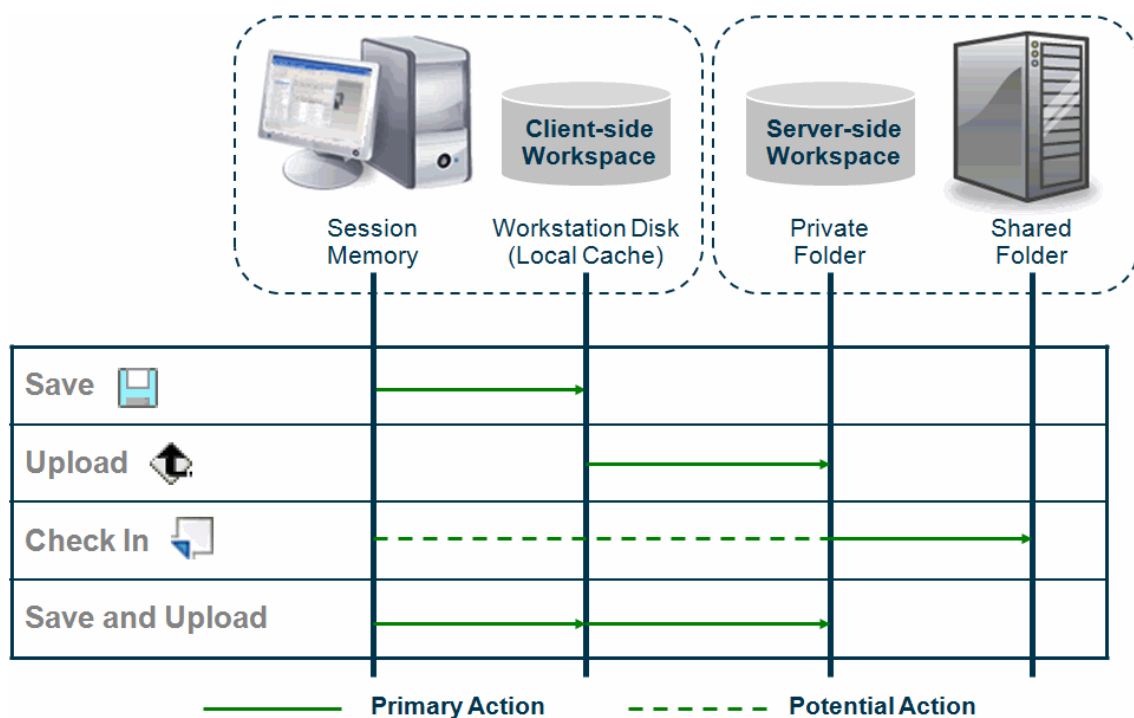 Client-side
Workspace
Server-side
Workspace
Session
Memory
Workstation Disk
(Local Cache)
Private
Folder
Shared
Folder
Save
Upload
Check In
Save and Upload
Primary Action
Potential Action